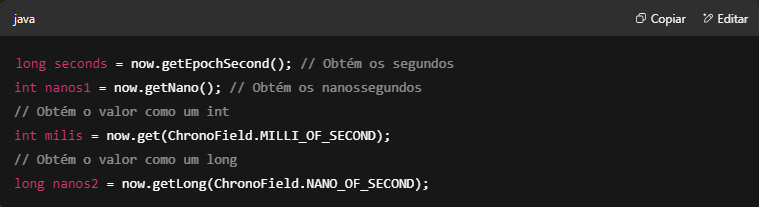 java
Copiar
Editar
long seconds = now.getEpochSecond(); // Obtém os segundos
int nanos1 = now.getNano(); // Obtém os nanossegundos
// Obtém o valor como um int
int milis = now.get(ChronoField.MILLI_OF_SECOND);
// Obtém o valor como um long
long nanos2 = now.getLong(ChronoField.NANO_OF_SECOND);